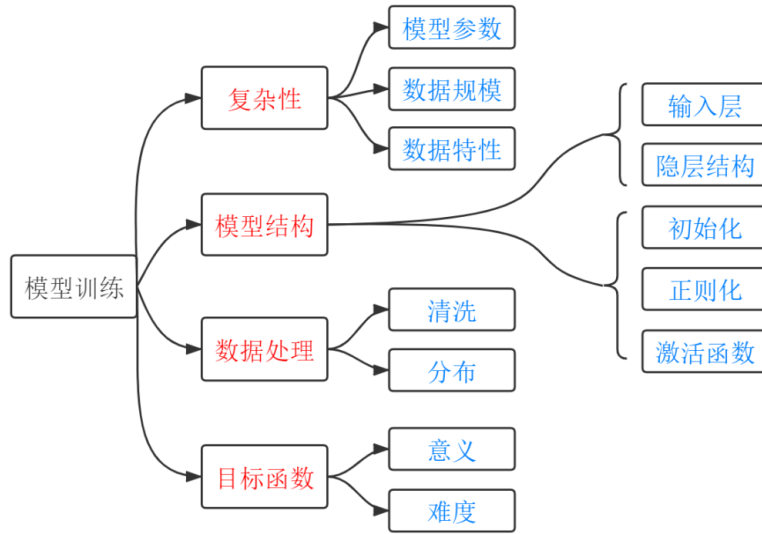 模型训练
复杂性
模型参数
数据规模
数据特性
模型结构
输入层
隐层结构
初始化
正则化
激活函数
数据处理
清洗
分布
目标函数
意义
难度